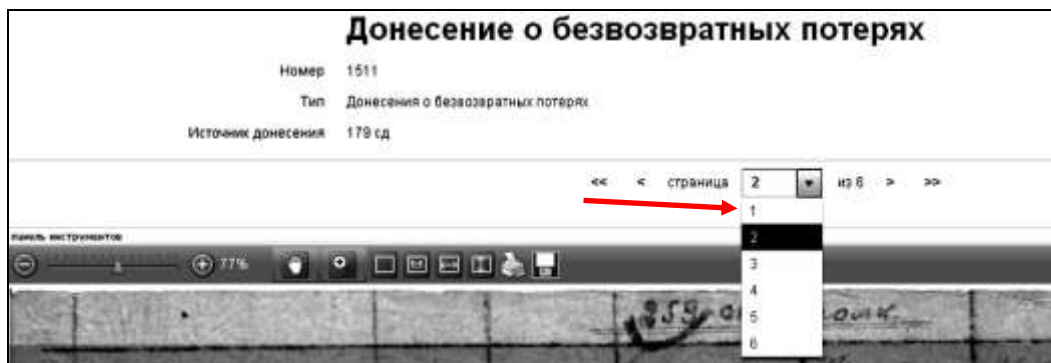 Донесение о безвозвратных потерях
Номер 1511
Тип Донесения о безвозвратных потерях
Источник донесения 179 сд
<< < страница 2 из 6 > >>
1
панель инструментов
2
77%
3
4
259
5
6